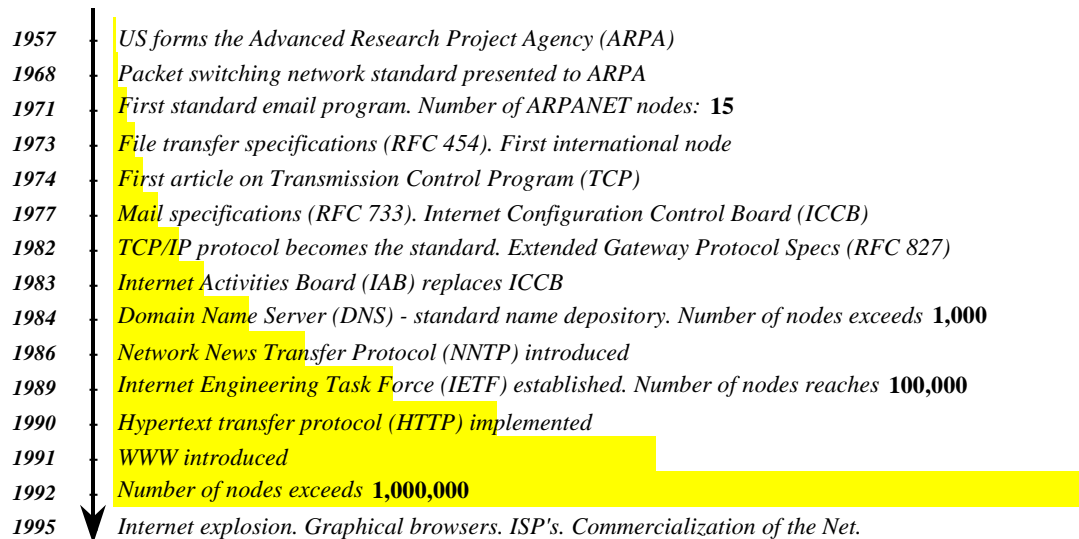 1957 - US forms the Advanced Research Project Agency (ARPA)
1968 - Packet switching network standard presented to ARPA
1971 - First standard email program. Number of ARPANET nodes: 15
1973 - File transfer specifications (RFC 454). First international node
1974 - First article on Transmission Control Program (TCP)
1977 - Mail specifications (RFC 733). Internet Configuration Control Board (ICCB)
1982 - TCP/IP protocol becomes the standard. Extended Gateway Protocol Specs (RFC 827)
1983 - Internet Activities Board (IAB) replaces ICCB
1984 - Domain Name Server (DNS) - standard name depository. Number of nodes exceeds 1,000
1986 - Network News Transfer Protocol (NNTP) introduced
1989 - Internet Engineering Task Force (IETF) established. Number of nodes reaches 100,000
1990 - Hypertext transfer protocol (HTTP) implemented
1991 - WWW introduced
1992 - Number of nodes exceeds 1,000,000
1995 Internet explosion. Graphical browsers. ISP's. Commercialization of the Net.